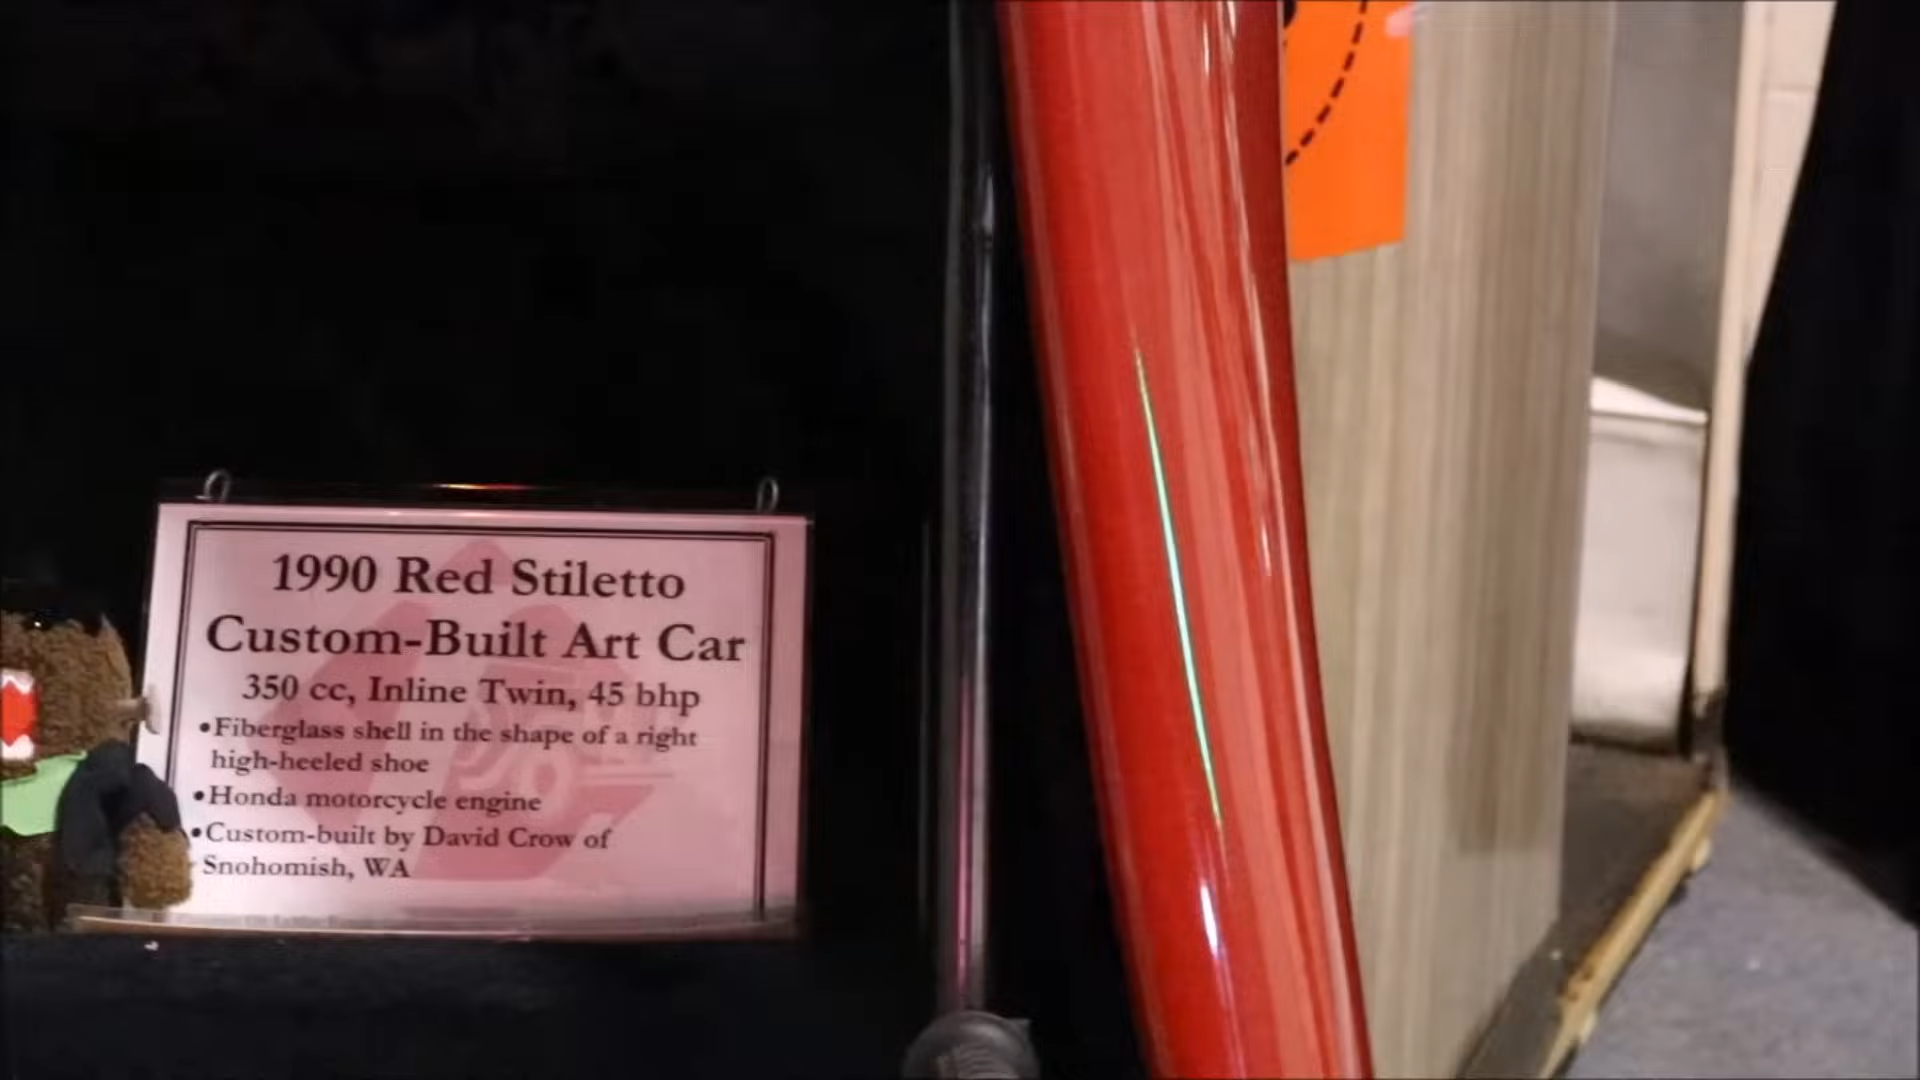 1990 Red Stiletto
Custom-Built Art Car
350 cc, Inline Twin, 45 bhp
•Fiberglass shell in the shape of a right
high-heeled shoe
•Honda motorcycle engine
•Custom-built by David Crow of
Snohomish, WA